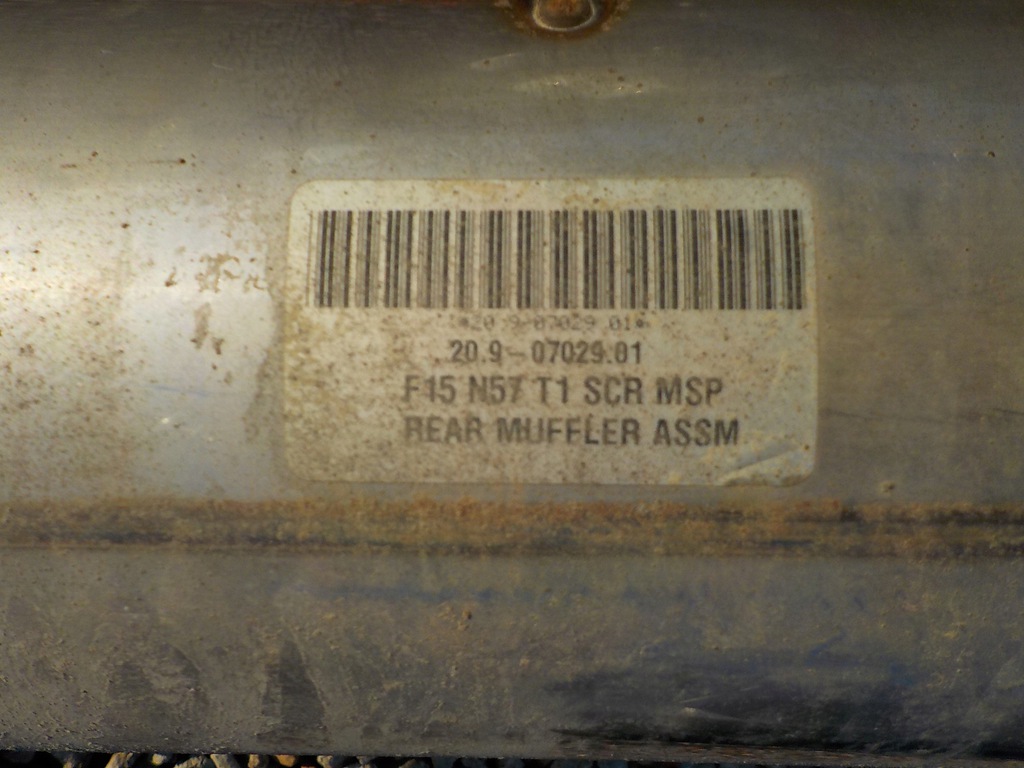 *20.9-07029.01*
20.9-07029.01
F15 N57 T1 SCR MSP
REAR MUFFLER ASSM